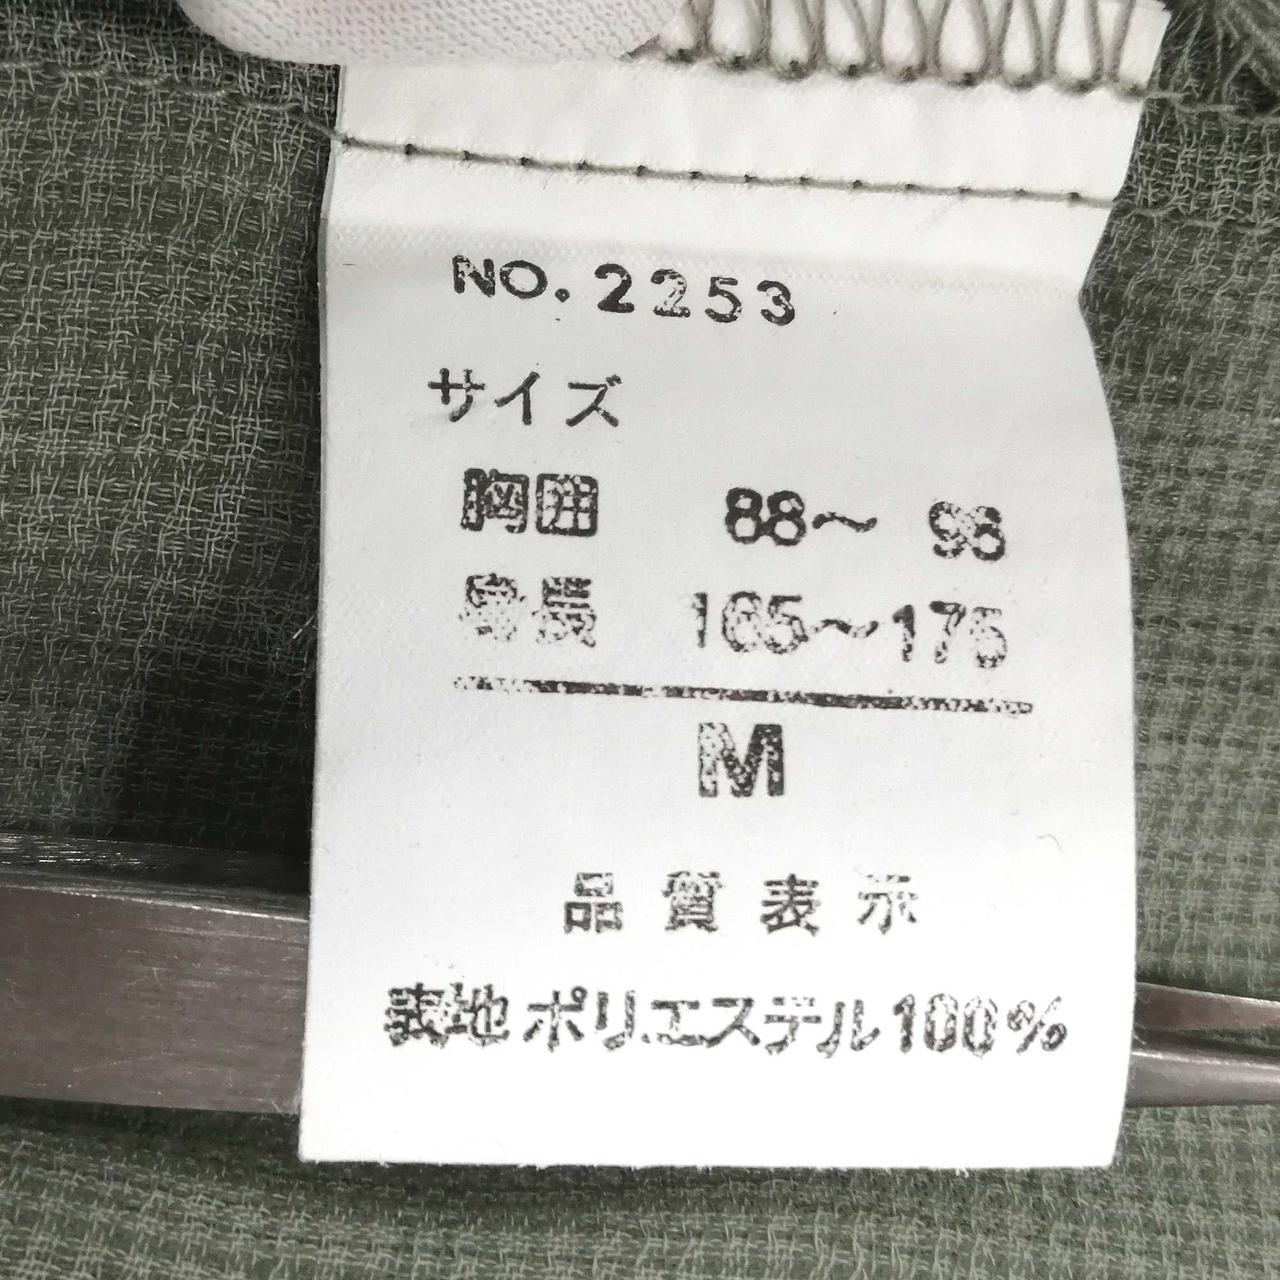 NO.2253
サイズ
胸囲 88～ 96
身長 165～175
M
品質表示
表地 ポリエステル100%